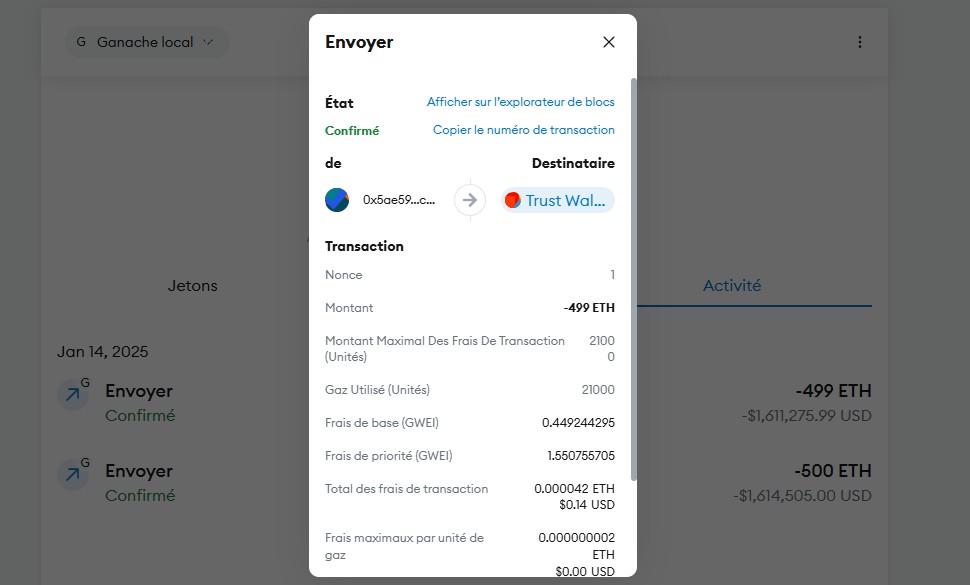 G Ganache local
Envoyer
État
Afficher sur l'explorateur de blocs
Confirmé
Copier le numéro de transaction
de
Destinataire
0x5ae59...c...
Trust Wal...
Transaction
Nonce
1
Montant
-499 ETH
Montant Maximal Des Frais De Transaction
(Unités)
2100
0
Gaz Utilisé (Unités)
21000
Frais de base (GWEI)
0.449244295
Frais de priorité (GWEI)
1.550755705
Total des frais de transaction
0.000042 ETH
$0.14 USD
Frais maximaux par unité de
gaz
0.000000002
ETH
$0.00 USD
Jetons
Activité
Jan 14, 2025
G
Envoyer
Confirmé
-499 ETH
-$1,611,275.99 USD
G
Envoyer
Confirmé
-500 ETH
-$1,614,505.00 USD